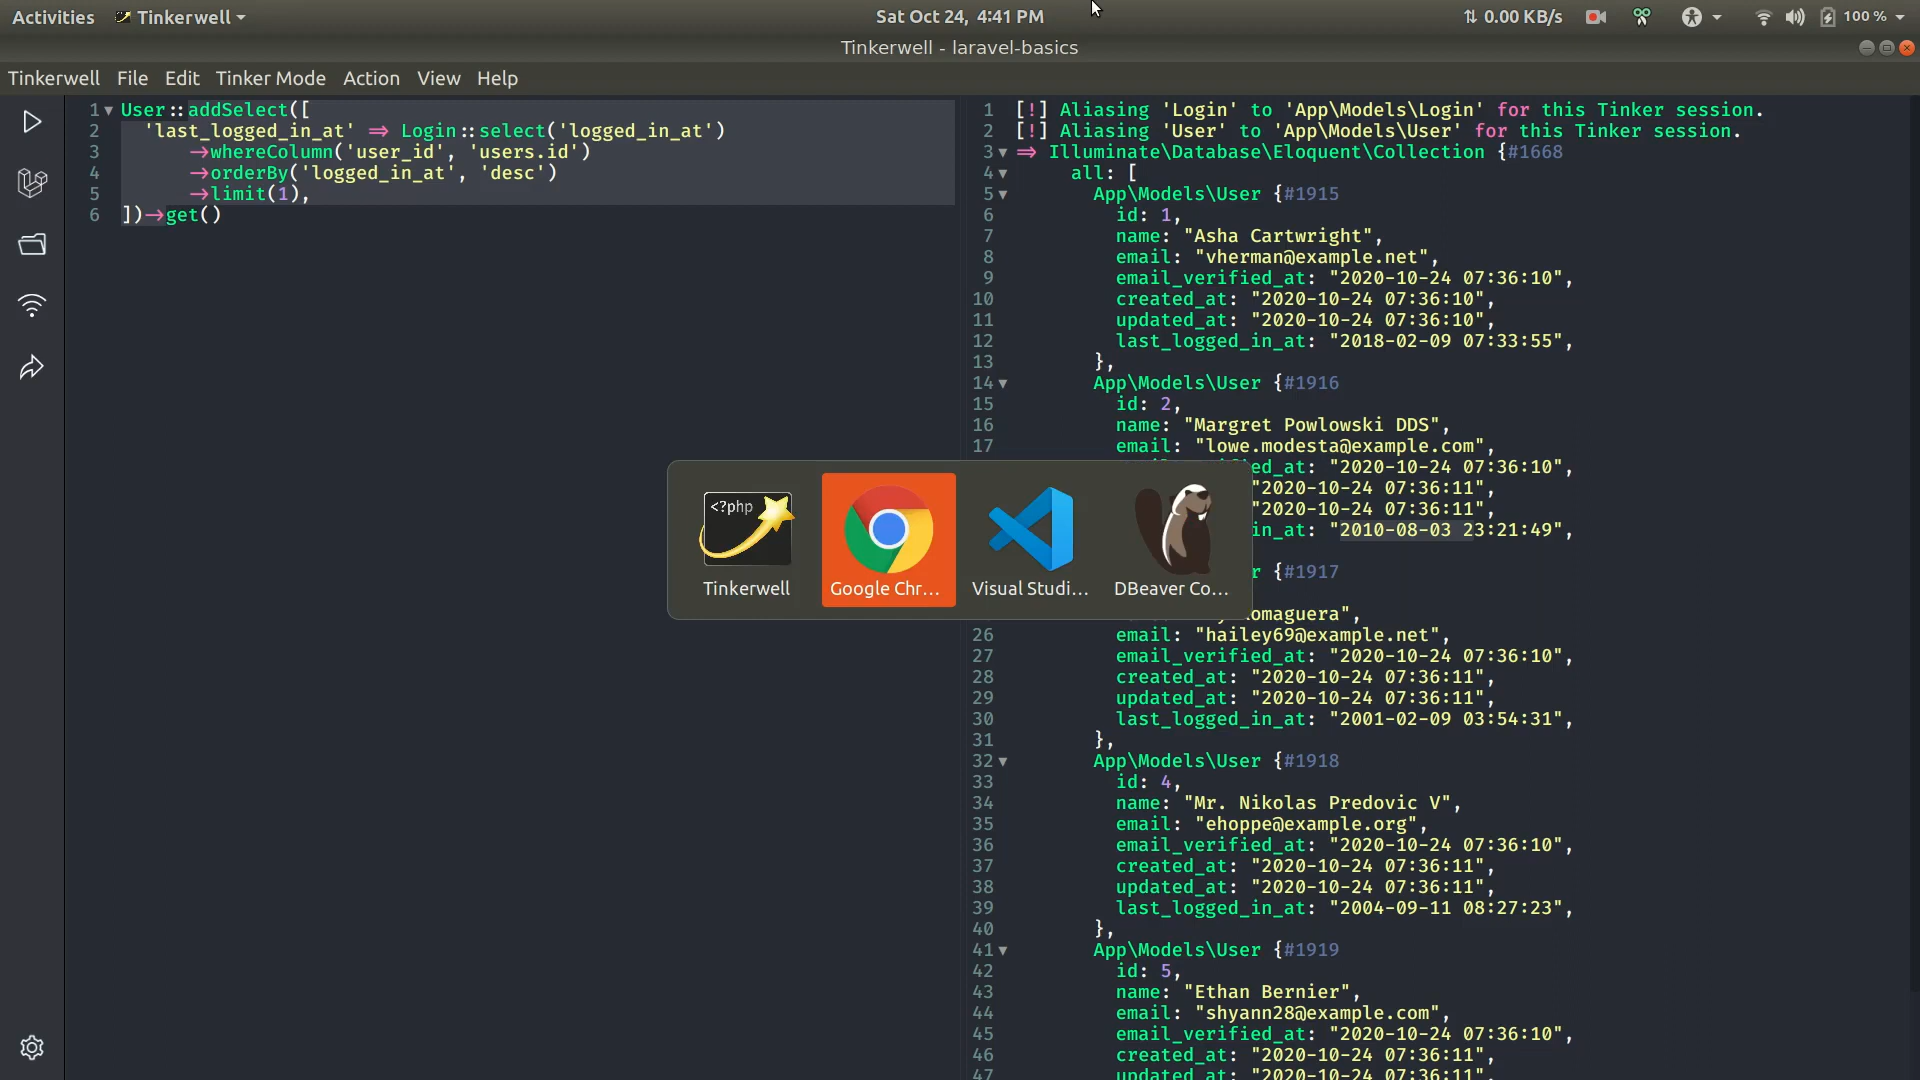 Activities Tinkerwell Sat Oct 24, 4:41 PM 0.00 KB/s 100 %
Tinkerwell - laravel-basics
Tinkerwell File Edit Tinker Mode Action View Help
1 User::addSelect([
2 'last_logged_in_at' => Login::select('logged_in_at')
3 ->whereColumn('user_id', 'users.id')
4 ->orderBy('logged_in_at', 'desc')
5 ->limit(1),
6 ])->get()
1 [!] Aliasing 'Login' to 'App\Models\Login' for this Tinker session.
2 [!] Aliasing 'User' to 'App\Models\User' for this Tinker session.
3 => Illuminate\Database\Eloquent\Collection {#1668
4 all: [
5 App\Models\User {#1915
6 id: 1,
7 name: "Asha Cartwright",
8 email: "vherman@example.net",
9 email_verified_at: "2020-10-24 07:36:10",
10 created_at: "2020-10-24 07:36:10",
11 updated_at: "2020-10-24 07:36:10",
12 last_logged_in_at: "2018-02-09 07:33:55",
13 },
14 App\Models\User {#1916
15 id: 2,
16 name: "Margret Powlowski DDS",
17 email: "lowe.modesta@example.com",
ed_at: "2020-10-24 07:36:10",
"2020-10-24 07:36:11",
"2020-10-24 07:36:11",
in_at: "2010-08-03 23:21:49",
r {#1917
omaguera",
<?php
Tinkerwell Google Chr... Visual Studi... DBeaver Co...
26 email: "hailey69@example.net",
27 email_verified_at: "2020-10-24 07:36:10",
28 created_at: "2020-10-24 07:36:11",
29 updated_at: "2020-10-24 07:36:11",
30 last_logged_in_at: "2001-02-09 03:54:31",
31 },
32 App\Models\User {#1918
33 id: 4,
34 name: "Mr. Nikolas Predovic V",
35 email: "ehoppe@example.org",
36 email_verified_at: "2020-10-24 07:36:10",
37 created_at: "2020-10-24 07:36:11",
38 updated_at: "2020-10-24 07:36:11",
39 last_logged_in_at: "2004-09-11 08:27:23",
40 },
41 App\Models\User {#1919
42 id: 5,
43 name: "Ethan Bernier",
44 email: "shyann28@example.com",
45 email_verified_at: "2020-10-24 07:36:10",
46 created_at: "2020-10-24 07:36:11",
47 updated_at: "2020-10-24 07:36:11",